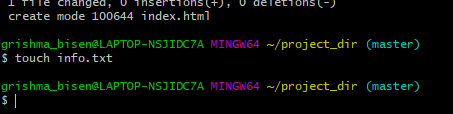 1 file changed, 0 insertions(+), 0 deletions(-)
create mode 100644 index.html
grishma_bisen@LAPTOP-NSJIDC7A MINGW64 ~/project_dir (master)
$ touch info.txt
grishma_bisen@LAPTOP-NSJIDC7A MINGW64 ~/project_dir (master)
$